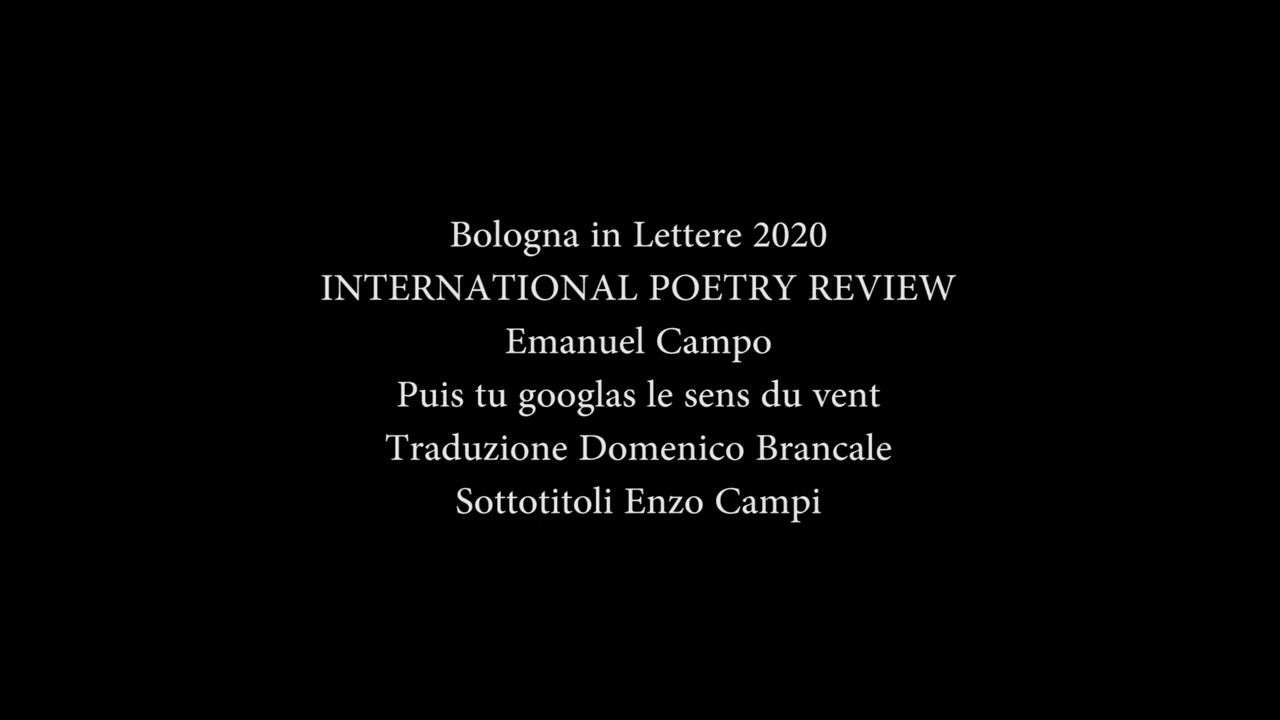 Bologna in Lettere 2020
INTERNATIONAL POETRY REVIEW
Emanuel Campo
Puis tu googlas le sens du vent
Traduzione Domenico Brancale
Sottotitoli Enzo Campi